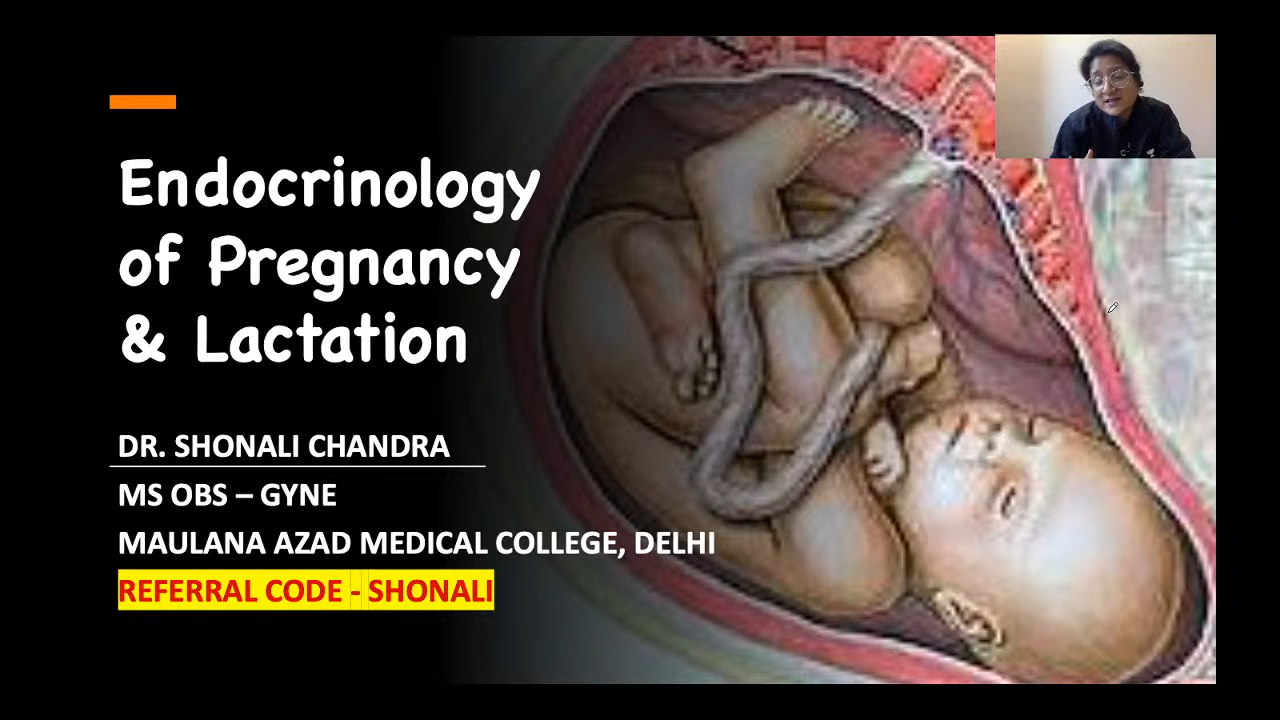 Endocrinology
of Pregnancy
& Lactation
DR. SHONALI CHANDRA
MS OBS – GYNE
MAULANA AZAD MEDICAL COLLEGE, DELHI
REFERRAL CODE - SHONALI